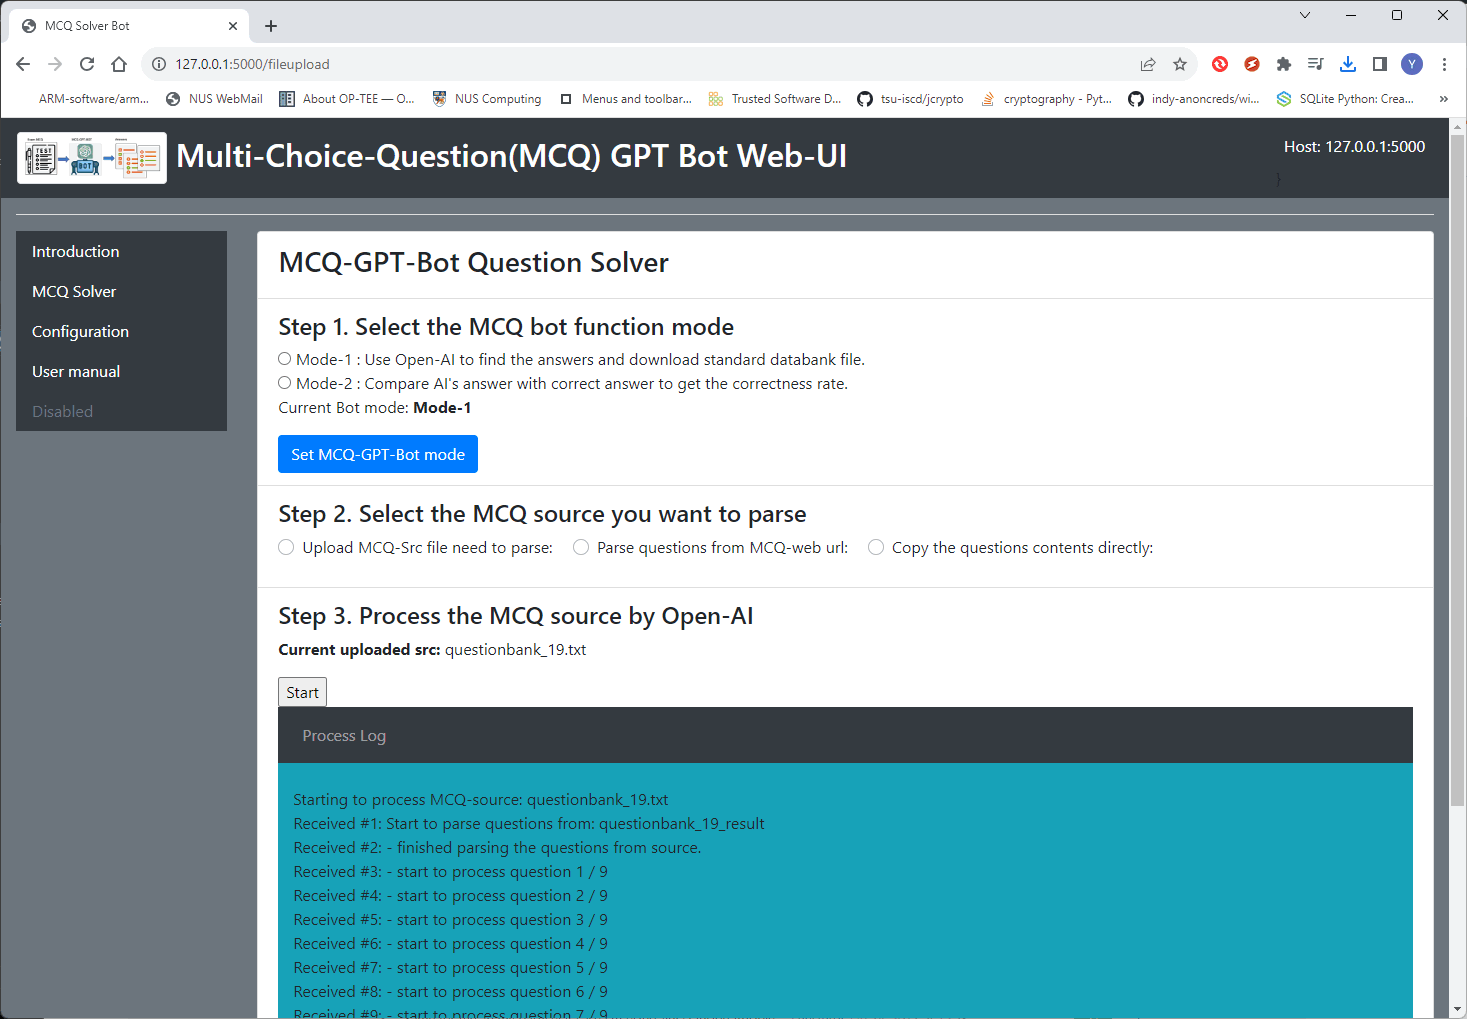 MCQ Solver Bot
127.0.0.1:5000/fileupload
Y
ARM-software/arm... NUS WebMail About OP-TEE — O... NUS Computing Menus and toolbar... Trusted Software D... tsu-iscd/jcrypto cryptography - Pyt... indy-anoncreds/wi... SQLite Python: Crea... »
TEST
BOT
Multi-Choice-Question(MCQ) GPT Bot Web-UI
Host: 127.0.0.1:5000
}
Introduction
MCQ Solver
Configuration
User manual
Disabled
MCQ-GPT-Bot Question Solver
Step 1. Select the MCQ bot function mode
Mode-1 : Use Open-AI to find the answers and download standard databank file.
Mode-2 : Compare AI's answer with correct answer to get the correctness rate.
Current Bot mode: Mode-1
Set MCQ-GPT-Bot mode
Step 2. Select the MCQ source you want to parse
Upload MCQ-Src file need to parse: Parse questions from MCQ-web url: Copy the questions contents directly:
Step 3. Process the MCQ source by Open-AI
Current uploaded src: questionbank_19.txt
Start
Process Log
Starting to process MCQ-source: questionbank_19.txt
Received #1: Start to parse questions from: questionbank_19_result
Received #2: - finished parsing the questions from source.
Received #3: - start to process question 1 / 9
Received #4: - start to process question 2 / 9
Received #5: - start to process question 3 / 9
Received #6: - start to process question 4 / 9
Received #7: - start to process question 5 / 9
Received #8: - start to process question 6 / 9
Received #9: - start to process question 7 / 9